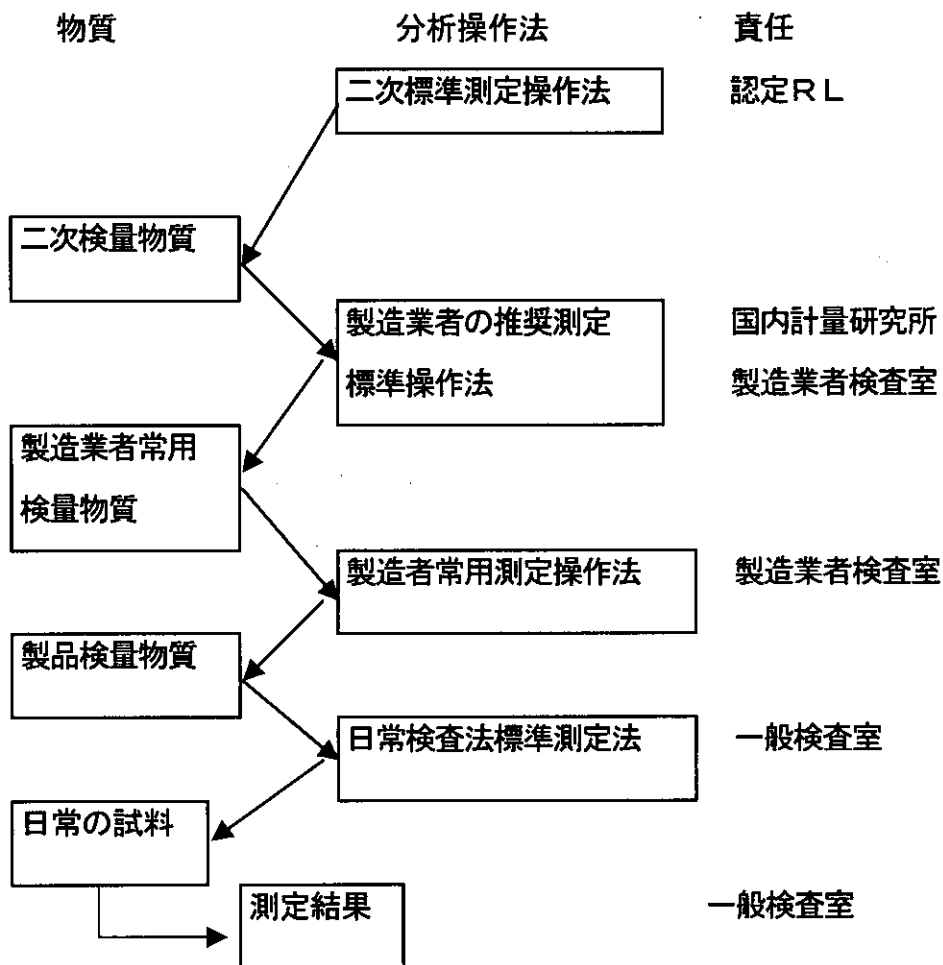 物質 分析操作法 責任
二次標準測定操作法 認定RL
二次検量物質
製造業者の推奨測定 国内計量研究所
標準操作法 製造業者検査室
製造業者常用
検量物質
製造者常用測定操作法 製造業者検査室
製品検量物質
日常検査法標準測定法 一般検査室
日常の試料
測定結果 一般検査室